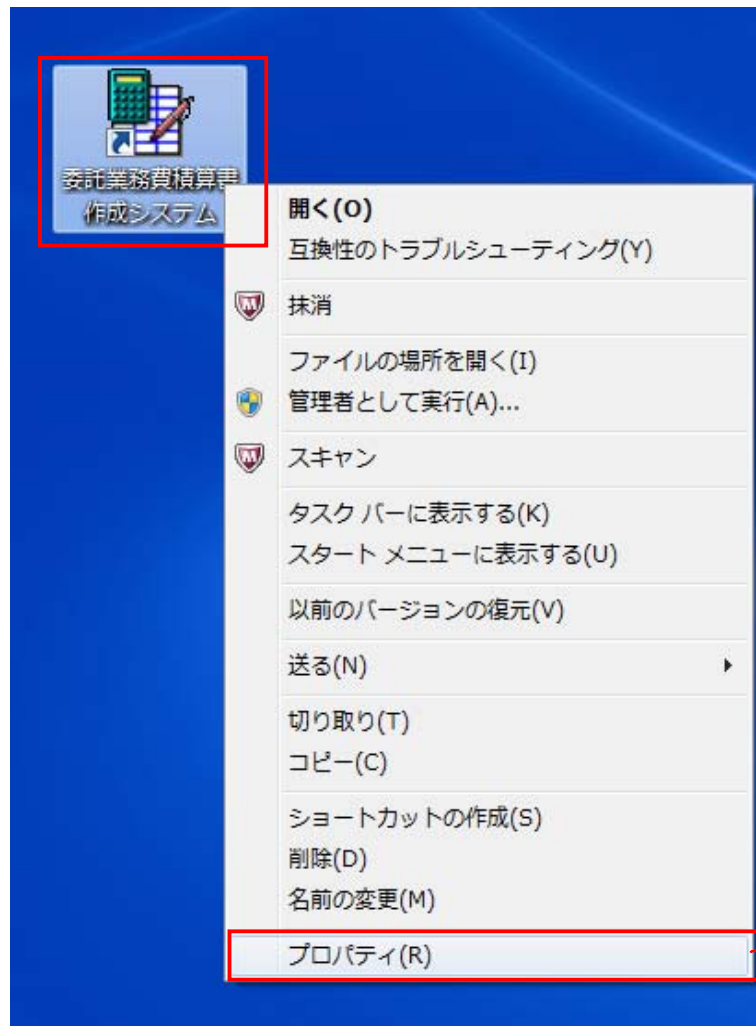 委託業務費積算書
作成システム
開く(O)
互換性のトラブルシューティング(Y)
抹消
ファイルの場所を開く(I)
管理者として実行(A)...
スキャン
タスク バーに表示する(K)
スタート メニューに表示する(U)
以前のバージョンの復元(V)
送る(N)
切り取り(T)
コピー(C)
ショートカットの作成(S)
削除(D)
名前の変更(M)
プロパティ(R)